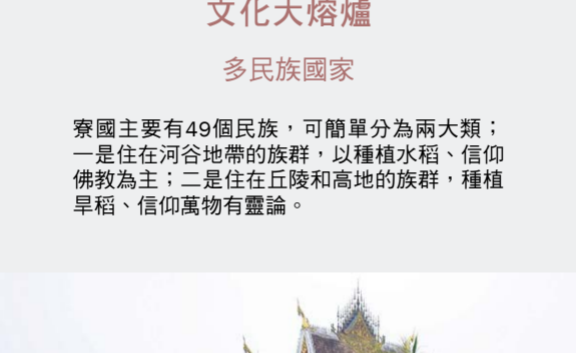 文化大熔爐
多民族國家
寮國主要有49個民族，可簡單分為兩大類；
一是住在河谷地帶的族群，以種植水稻、信仰
佛教為主；二是住在丘陵和高地的族群，種植
旱稻、信仰萬物有靈論。